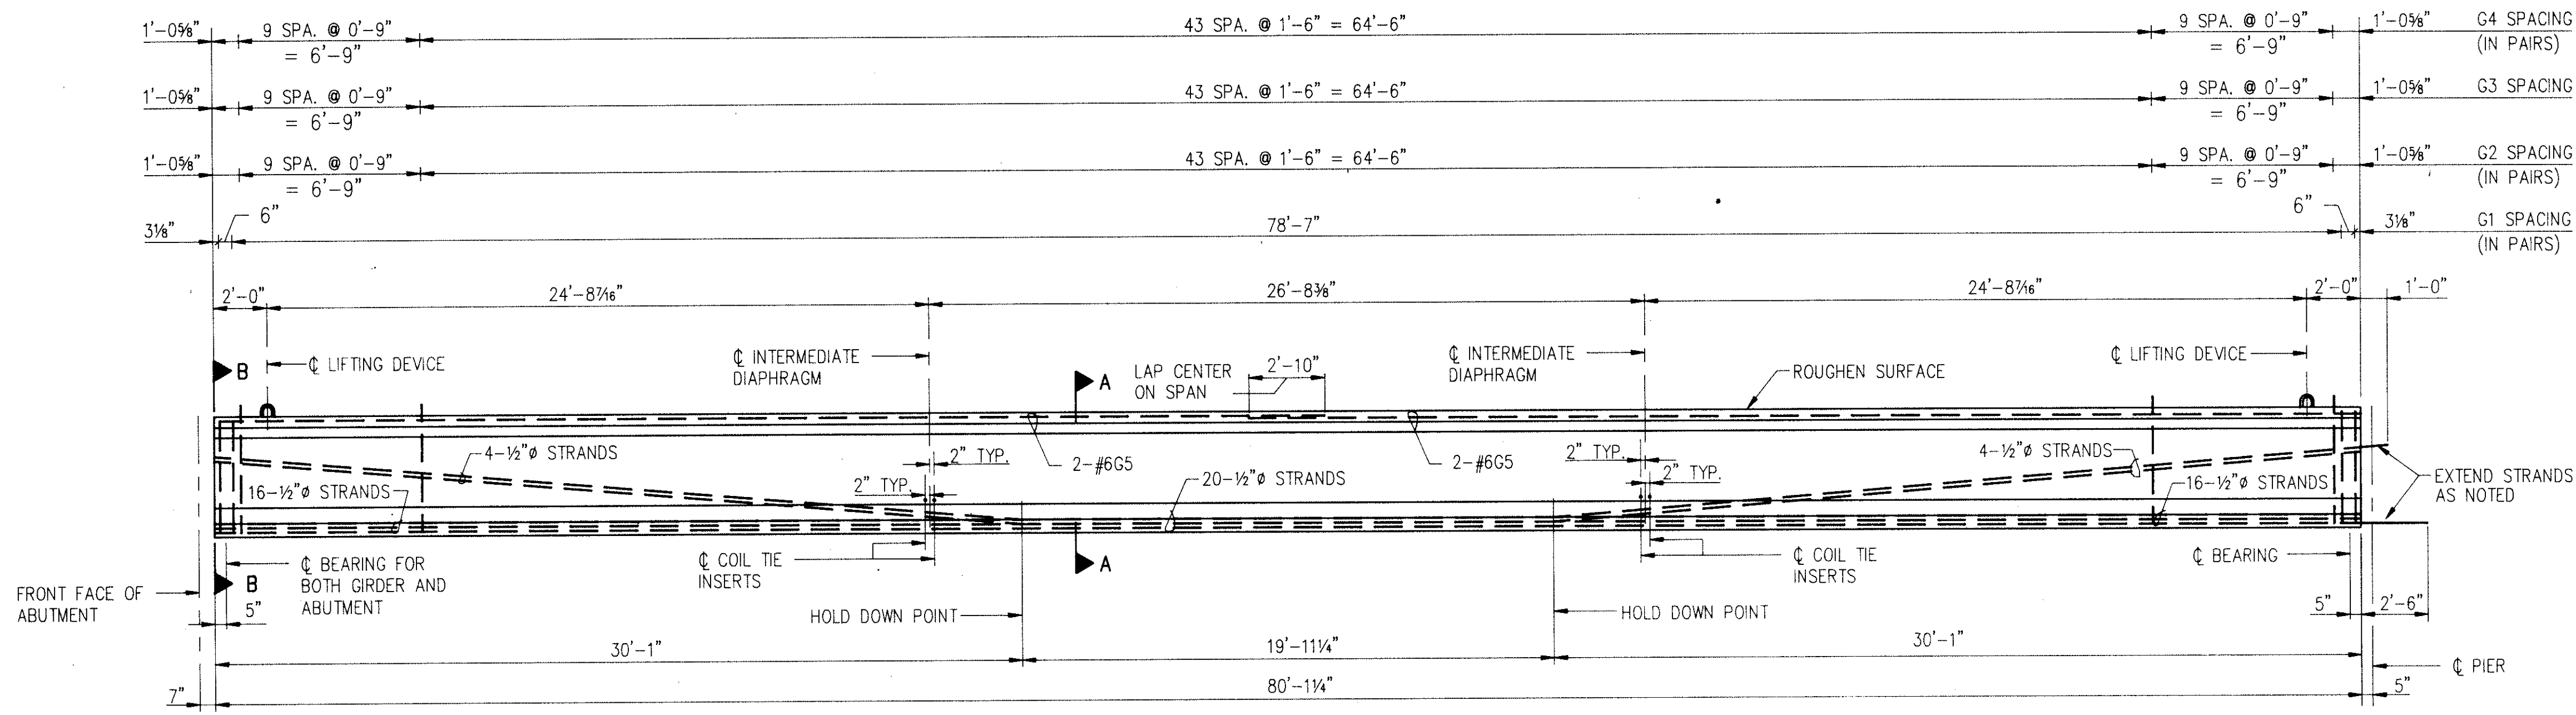 1'-0⅝" 9 SPA. @ 0'-9" 43 SPA. @ 1'-6" = 64'-6" 9 SPA. @ 0'-9" 1'-0⅝" G4 SPACING
= 6'-9" = 6'-9" (IN PAIRS)
1'-0⅝" 9 SPA. @ 0'-9" 43 SPA. @ 1'-6" = 64'-6" 9 SPA. @ 0'-9" 1'-0⅝" G3 SPACING
= 6'-9" = 6'-9"
1'-0⅝" 9 SPA. @ 0'-9" 43 SPA. @ 1'-6" = 64'-6" 9 SPA. @ 0'-9" 1'-0⅝" G2 SPACING
= 6'-9" = 6'-9" (IN PAIRS)
6" 6"
3⅛" 78'-7" 3⅛" G1 SPACING
(IN PAIRS)
2'-0" 24'-8⁷⁄₁₆" 26'-8⅜" 24'-8⁷⁄₁₆" 2'-0" 1'-0"
B
℄ LIFTING DEVICE
℄ INTERMEDIATE
DIAPHRAGM
A
LAP CENTER
ON SPAN
2'-10"
℄ INTERMEDIATE
DIAPHRAGM
ROUGHEN SURFACE
℄ LIFTING DEVICE
4-½"ø STRANDS
2" TYP.
2-#6G5
2-#6G5
2" TYP.
4-½"ø STRANDS
16-½"ø STRANDS
2" TYP.
20-½"ø STRANDS
2" TYP.
16-½"ø STRANDS
EXTEND STRANDS
AS NOTED
FRONT FACE OF
ABUTMENT
B
5"
℄ BEARING FOR
BOTH GIRDER AND
ABUTMENT
℄ COIL TIE
INSERTS
A
℄ COIL TIE
INSERTS
℄ BEARING
HOLD DOWN POINT
HOLD DOWN POINT
5" 2'-6"
30'-1" 19'-11¼" 30'-1"
℄ PIER
7" 80'-1¼" 5"